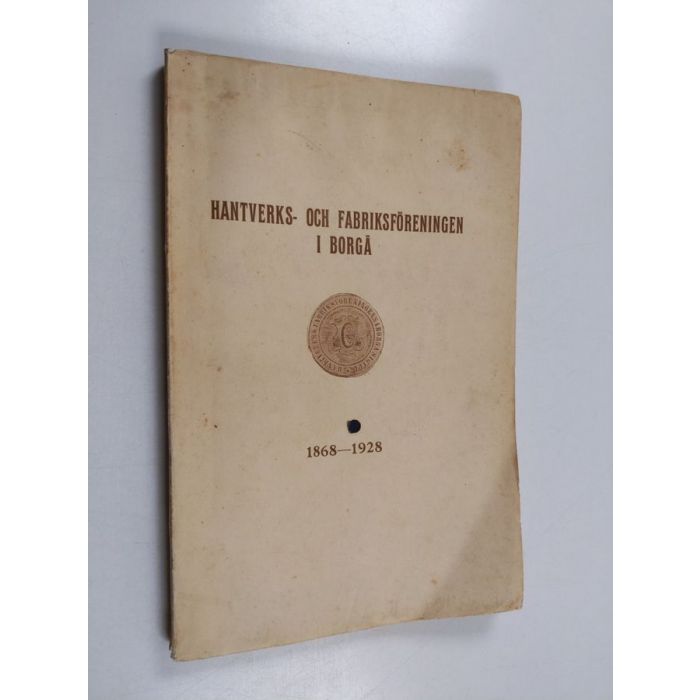 HANTVERKS- OCH FABRIKSFÖRENINGEN
I BORGÅ
1868—1928